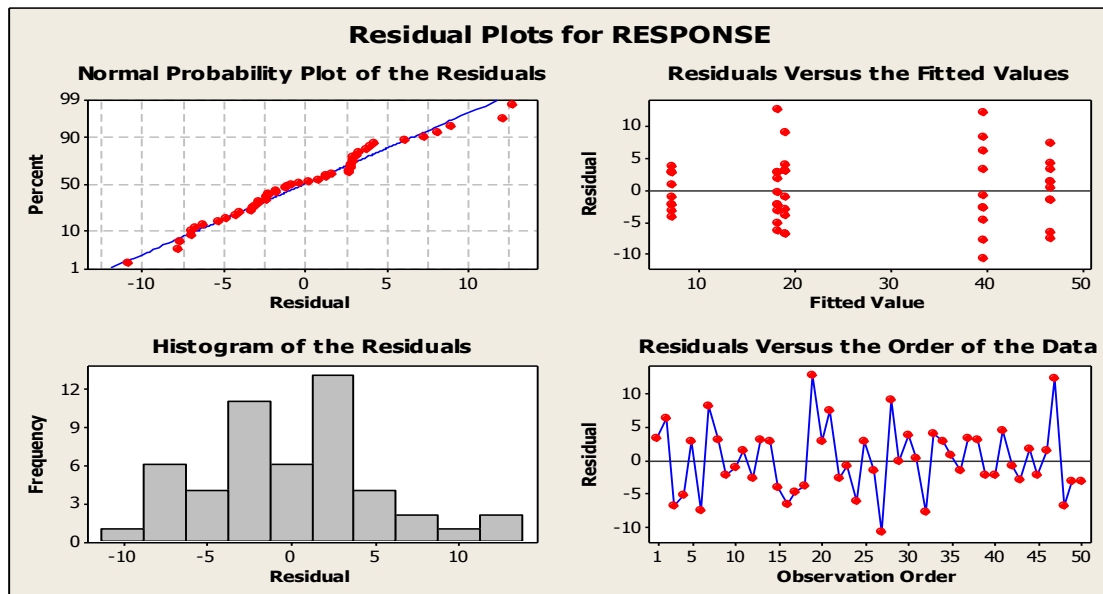 Residual Plots for RESPONSE
Normal Probability Plot of the Residuals
99
90
50
10
1
Percent
-10 -5 0 5 10
Residual
Residuals Versus the Fitted Values
10
5
0
-5
-10
Residual
10 20 30 40 50
Fitted Value
Histogram of the Residuals
12
9
6
3
0
Frequency
-10 -5 0 5 10
Residual
Residuals Versus the Order of the Data
10
5
0
-5
-10
Residual
1 5 10 15 20 25 30 35 40 45 50
Observation Order